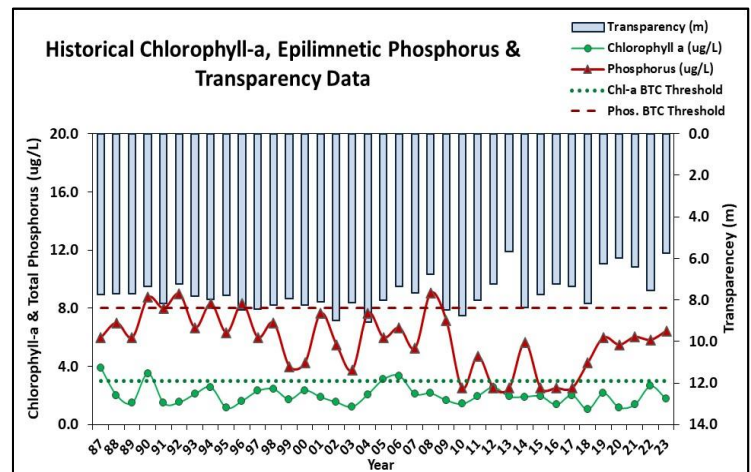 Historical Chlorophyll-a, Epilimnetic Phosphorus &
Transparency Data
Transparency (m)
Chlorophyll a (ug/L)
Phosphorus (ug/L)
Chl-a BTC Threshold
Phos. BTC Threshold
Chlorophyll-a & Total Phosphorus (ug/L)
20.0
16.0
12.0
8.0
4.0
0.0
0.0
2.0
4.0
6.0
8.0
10.0
12.0
14.0
Transparencey (m)
87 88 89 90 91 92 93 94 95 96 97 98 99 00 01 02 03 04 05 06 07 08 09 10 11 12 13 14 15 16 17 18 19 20 21 22 23
Year